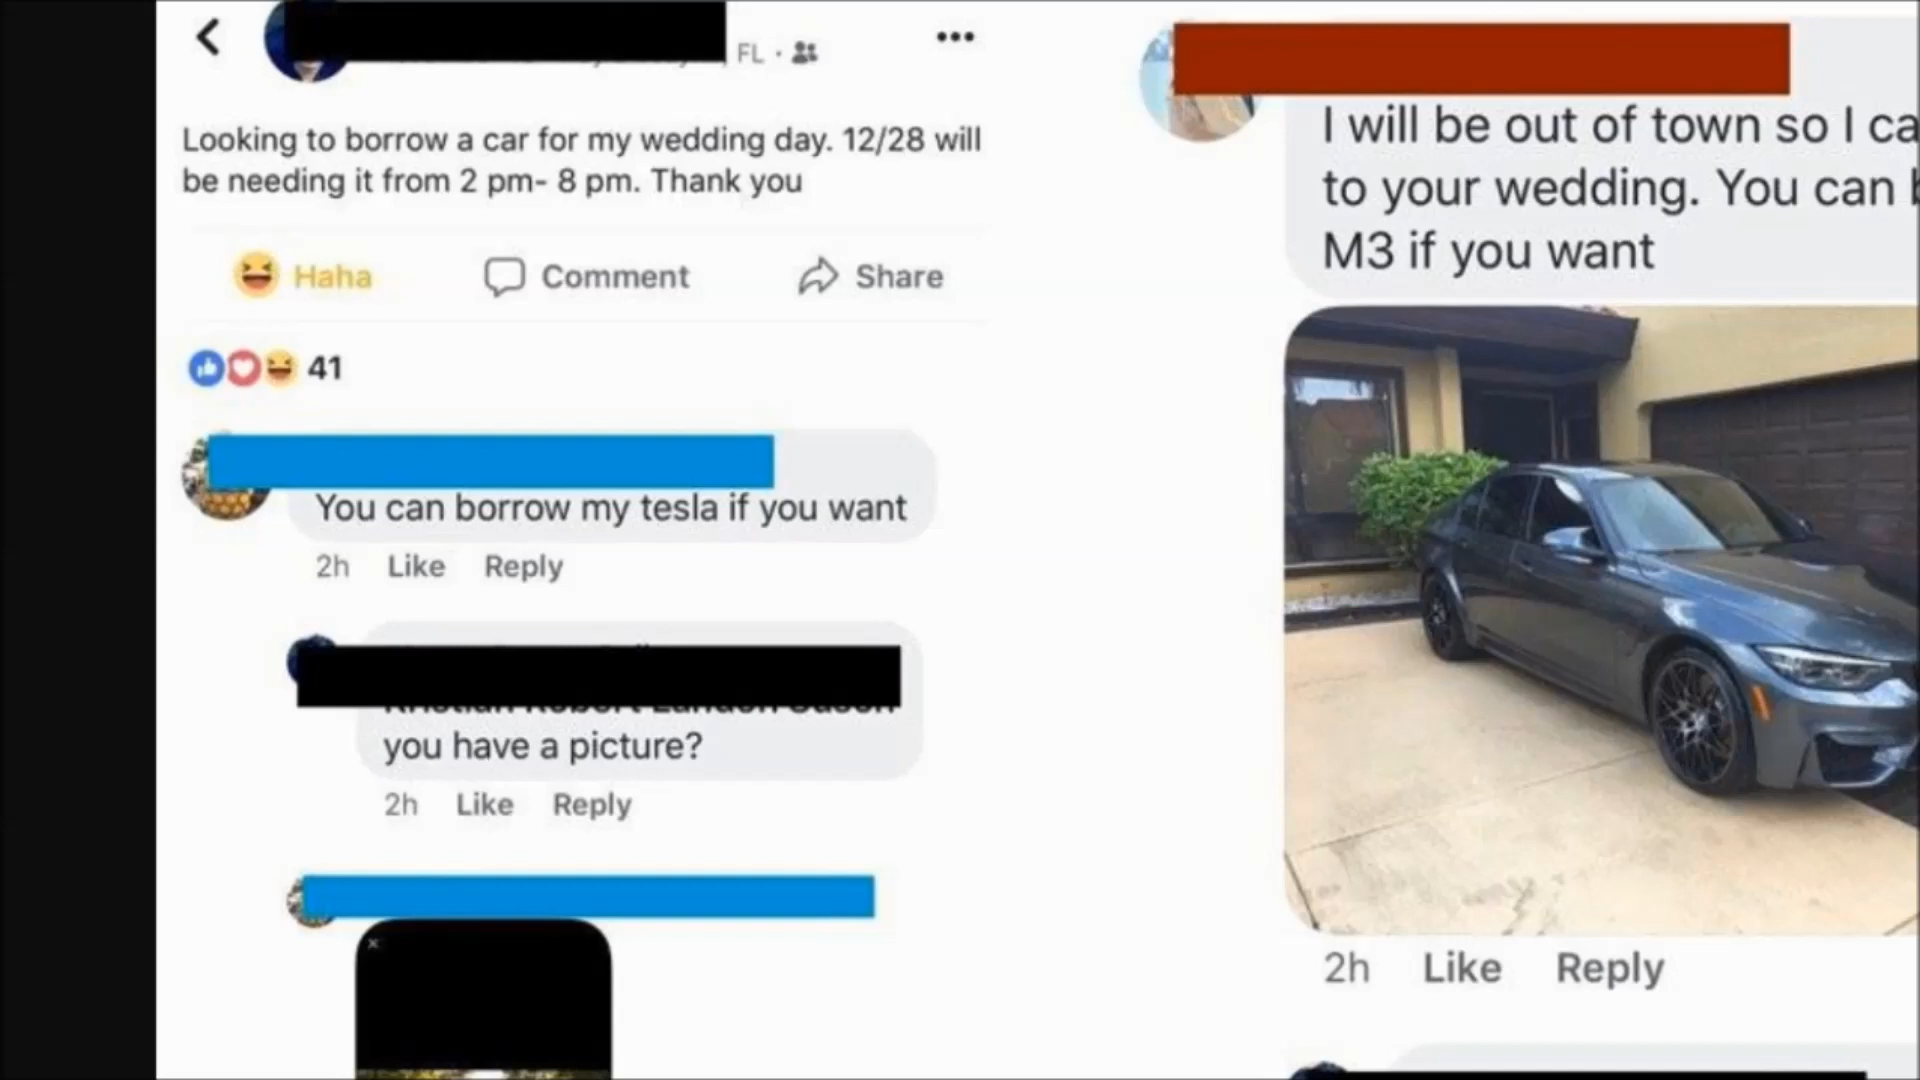 FL
Looking to borrow a car for my wedding day. 12/28 will
be needing it from 2 pm- 8 pm. Thank you
Haha
Comment
Share
41
You can borrow my tesla if you want
2h Like Reply
you have a picture?
2h Like Reply
I will be out of town so I ca
to your wedding. You can
M3 if you want
2h Like Reply